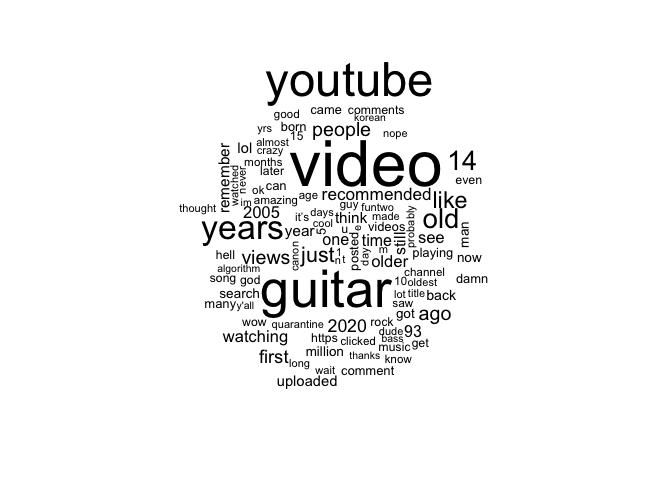 youtube
good came comments
korean
yrs born 15 people nope
almost
lol crazy video 14
months
remember watched never later even
ok can
im amazing age recommended like
thought 2005 guy funtwo
it's days think made old
cool probably
years year 5 u videos
one time still see man
hell views canon just 1 posted e day m older playing now
n t
algorithm channel
song god guitar 10 oldest damn
search lot title back
many y'all saw
got ago
wow quarantine 2020 rock
dude 93
watching https clicked bass
music get
first million thanks know
long
wait comment
uploaded